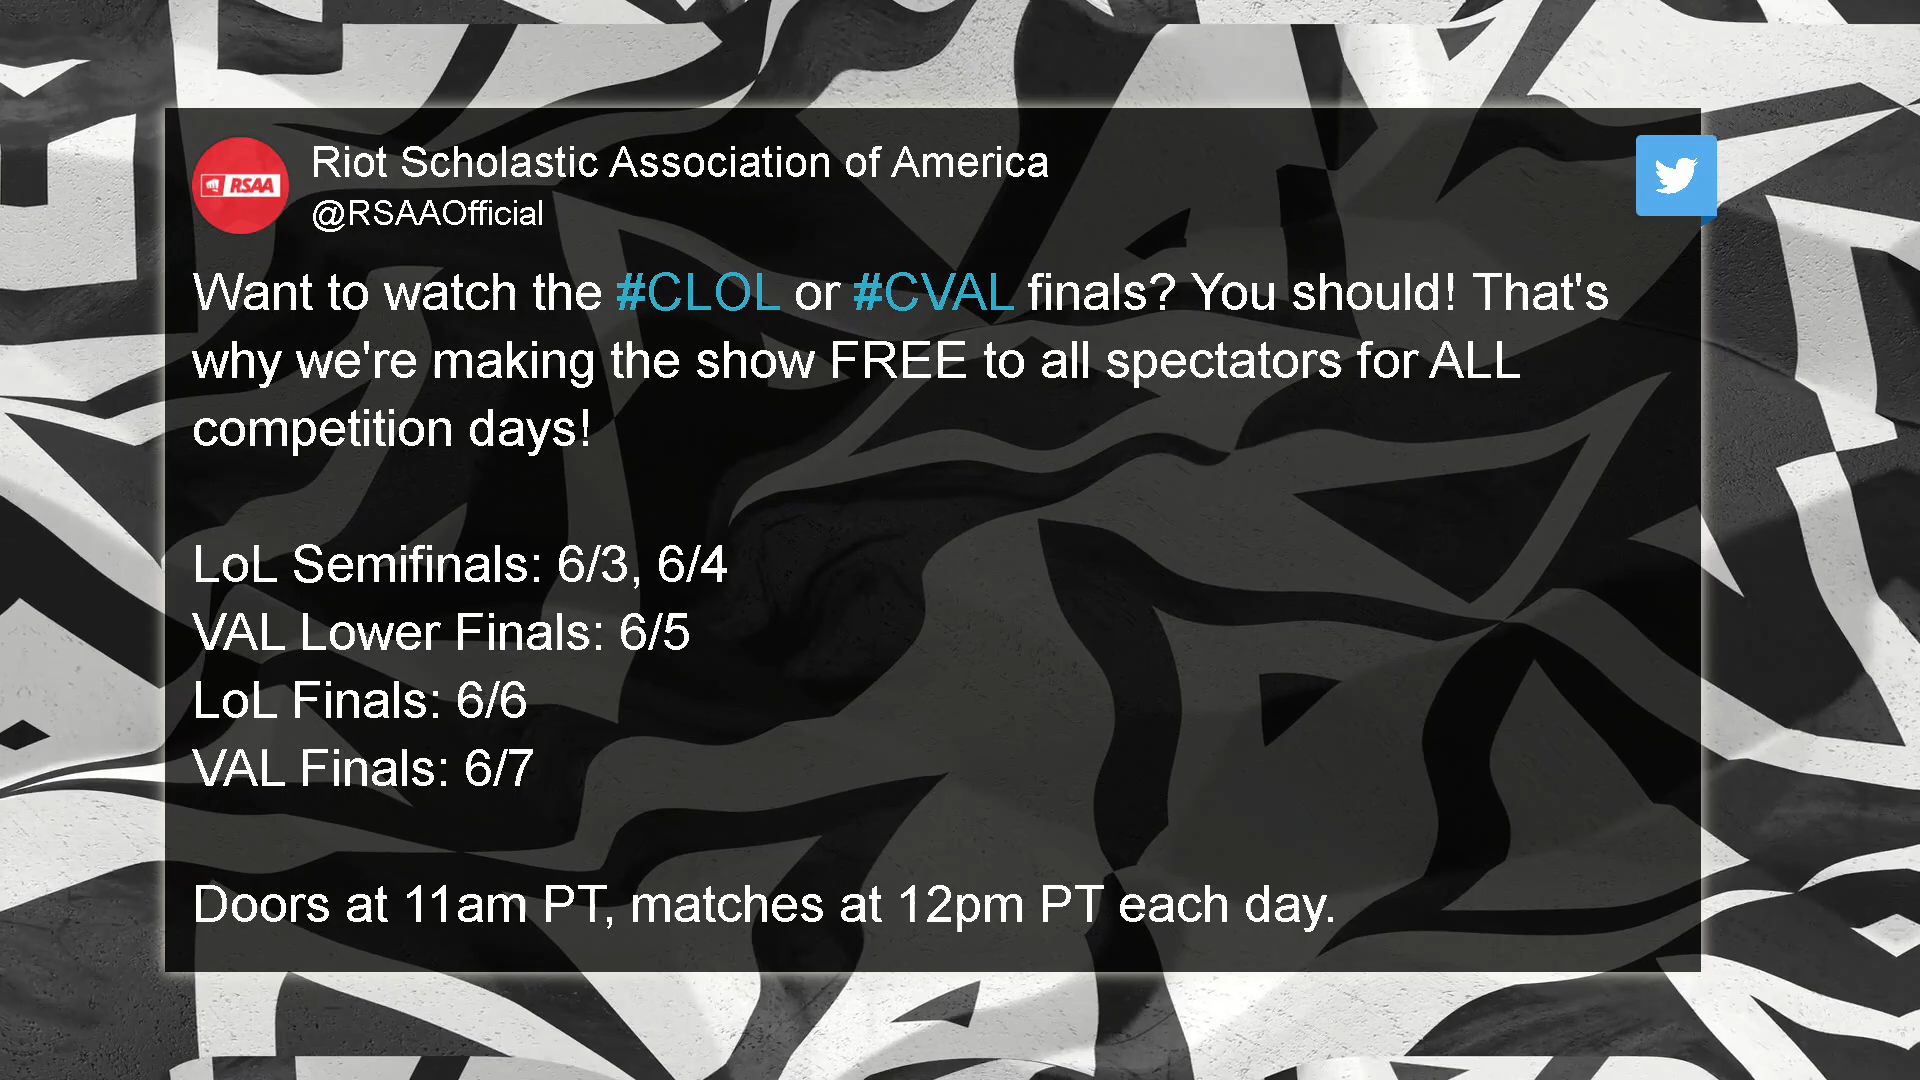 RSAA
Riot Scholastic Association of America
@RSAAOfficial
Want to watch the #CLOL or #CVAL finals? You should! That's
why we're making the show FREE to all spectators for ALL
competition days!
LoL Semifinals: 6/3, 6/4
VAL Lower Finals: 6/5
LoL Finals: 6/6
VAL Finals: 6/7
Doors at 11am PT, matches at 12pm PT each day.